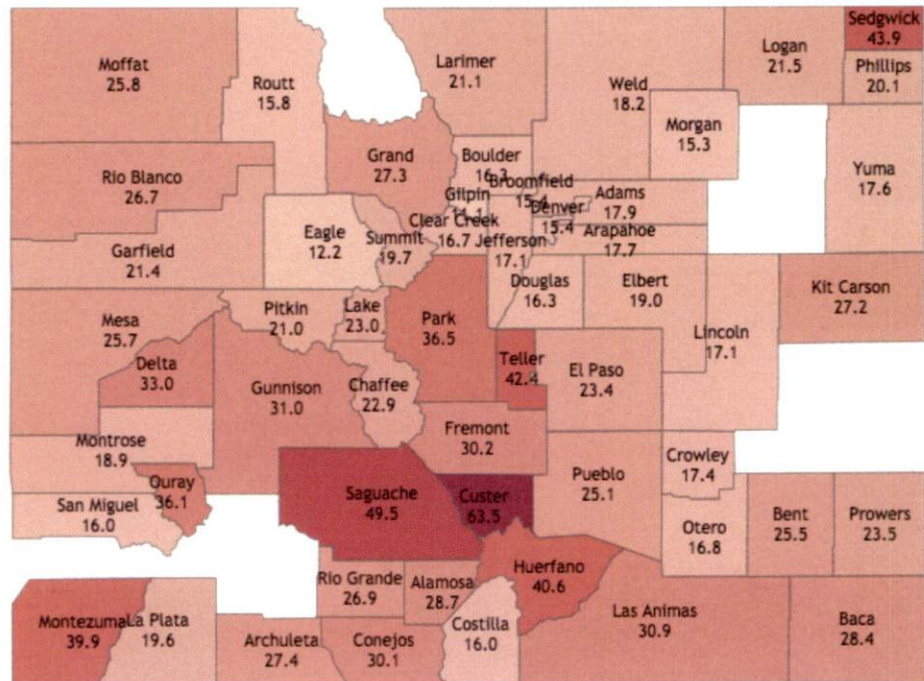 Sedgwick
43.9
Moffat
25.8
Routt
15.8
Larimer
21.1
Weld
18.2
Logan
21.5
Phillips
20.1
Morgan
15.3
Yuma
17.6
Rio Blanco
26.7
Grand
27.3
Boulder
16.3
Gilpin
11.1
Broomfield
15.4
Denver
15.4
Adams
17.9
Arapahoe
17.7
Clear Creek
16.7
Jefferson
17.1
Garfield
21.4
Eagle
12.2
Summit
19.7
Douglas
16.3
Elbert
19.0
Kit Carson
27.2
Mesa
25.7
Pitkin
21.0
Lake
23.0
Park
36.5
Lincoln
17.1
Delta
33.0
Gunnison
31.0
Chaffee
22.9
Teller
42.4
El Paso
23.4
Montrose
18.9
Fremont
30.2
Crowley
17.4
Ouray
36.1
San Miguel
16.0
Saguache
49.5
Custer
63.5
Pueblo
25.1
Otero
16.8
Bent
25.5
Prowers
23.5
Huerfano
40.6
Rio Grande
26.9
Alamosa
28.7
Montezuma
39.9
La Plata
19.6
Archuleta
27.4
Conejos
30.1
Costilla
16.0
Las Animas
30.9
Baca
28.4